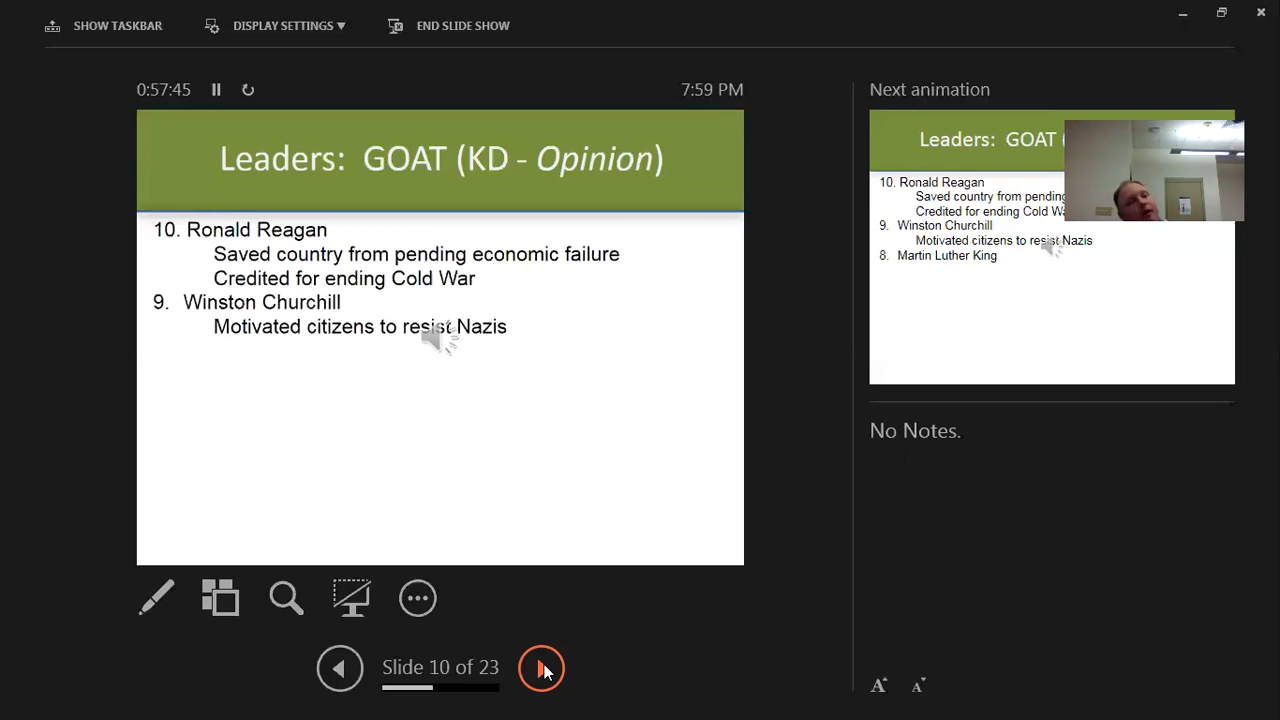 SHOW TASKBAR DISPLAY SETTINGS ▼ END SLIDE SHOW
0:57:45 7:59 PM
Leaders: GOAT (KD - Opinion)
10. Ronald Reagan
Saved country from pending economic failure
Credited for ending Cold War
9. Winston Churchill
Motivated citizens to resist Nazis
Slide 10 of 23
Next animation
Leaders: GOAT
10. Ronald Reagan
Saved country from pending
Credited for ending Cold
9. Winston Churchill
Motivated citizens to resist Nazis
8. Martin Luther King
No Notes.
A A